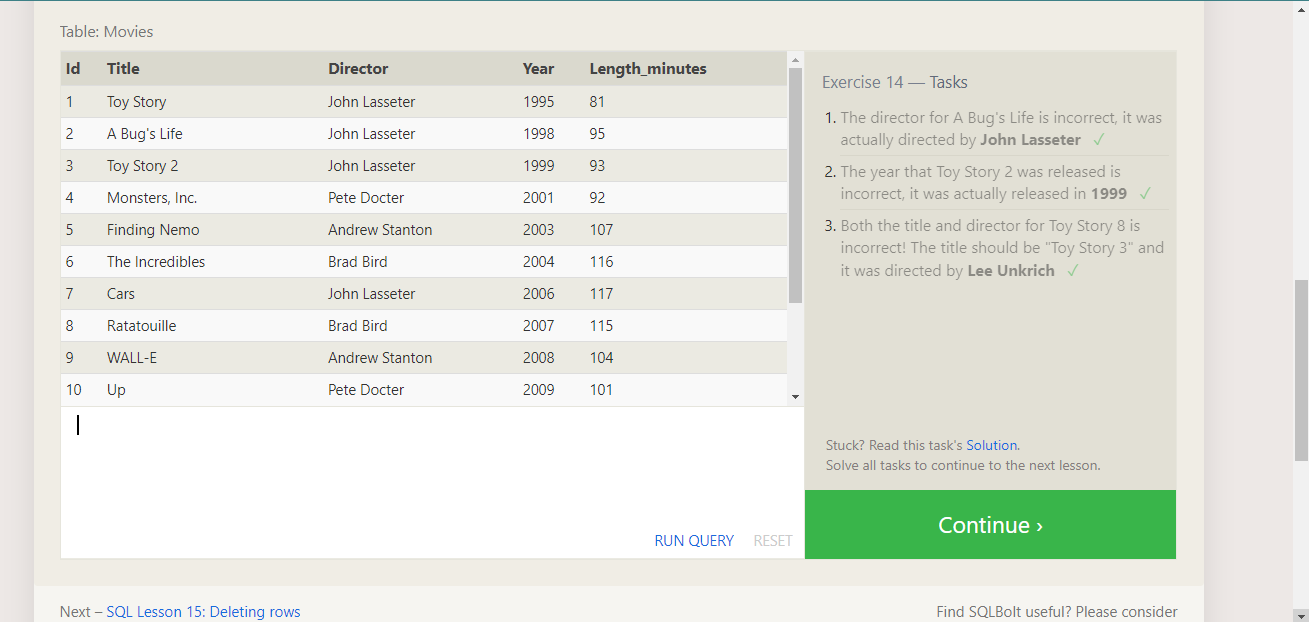 Table: Movies
Id Title Director Year Length_minutes
1 Toy Story John Lasseter 1995 81
2 A Bug's Life John Lasseter 1998 95
3 Toy Story 2 John Lasseter 1999 93
4 Monsters, Inc. Pete Docter 2001 92
5 Finding Nemo Andrew Stanton 2003 107
6 The Incredibles Brad Bird 2004 116
7 Cars John Lasseter 2006 117
8 Ratatouille Brad Bird 2007 115
9 WALL-E Andrew Stanton 2008 104
10 Up Pete Docter 2009 101
RUN QUERY RESET
Exercise 14 — Tasks
1. The director for A Bug's Life is incorrect, it was
actually directed by John Lasseter ✓
2. The year that Toy Story 2 was released is
incorrect, it was actually released in 1999 ✓
3. Both the title and director for Toy Story 8 is
incorrect! The title should be "Toy Story 3" and
it was directed by Lee Unkrich ✓
Stuck? Read this task's Solution.
Solve all tasks to continue to the next lesson.
Continue ›
Next – SQL Lesson 15: Deleting rows
Find SQLBolt useful? Please consider